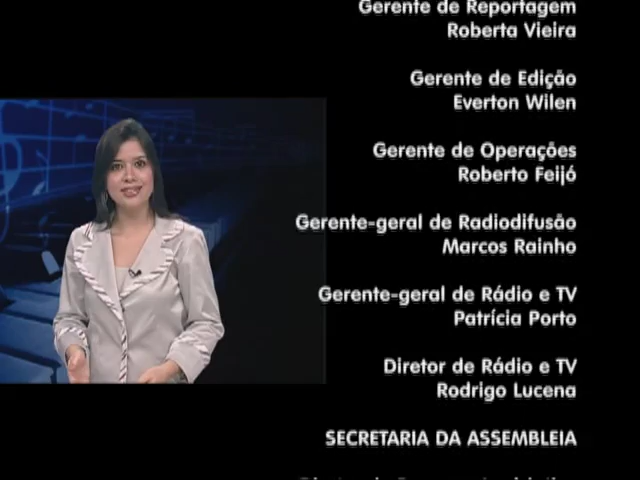 Gerente de Reportagem
Roberta Vieira
Gerente de Edição
Everton Wilen
Gerente de Operações
Roberto Feijó
Gerente-geral de Radiodifusão
Marcos Rainho
Gerente-geral de Rádio e TV
Patrícia Porto
Diretor de Rádio e TV
Rodrigo Lucena
SECRETARIA DA ASSEMBLEIA